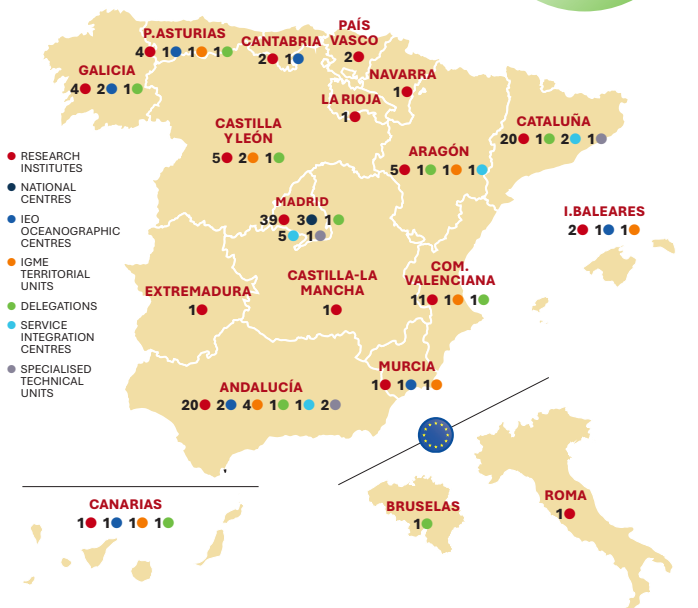 P.ASTURIAS
4 1 1 1
CANTABRIA
2 1
PAÍS
VASCO
2
GALICIA
4 2 1
NAVARRA
1
LA RIOJA
1
CATALUÑA
20 1 2 1
CASTILLA
Y LEÓN
5 2 1
ARAGÓN
5 1 1 1
RESEARCH
INSTITUTES
NATIONAL
CENTRES
IEO
OCEANOGRAPHIC
CENTRES
IGME
TERRITORIAL
UNITS
DELEGATIONS
SERVICE
INTEGRATION
CENTRES
SPECIALISED
TECHNICAL
UNITS
MADRID
39 3 1
5 1
I.BALEARES
2 1 1
EXTREMADURA
1
CASTILLA-LA
MANCHA
1
COM.
VALENCIANA
11 1 1
MURCIA
1 1 1
ANDALUCÍA
20 2 4 1 1 2
CANARIAS
1 1 1 1
BRUSELAS
1
ROMA
1